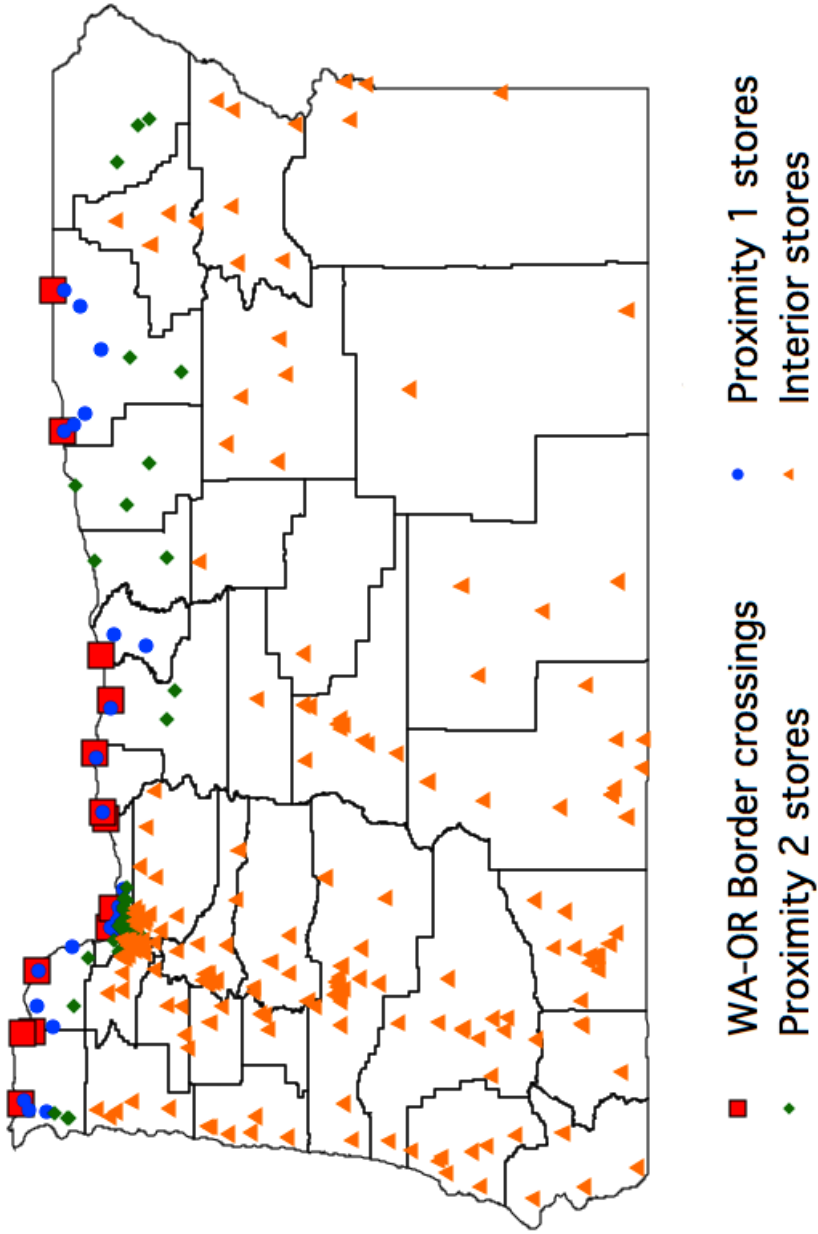 WA-OR Border crossings
Proximity 1 stores
Proximity 2 stores
Interior stores